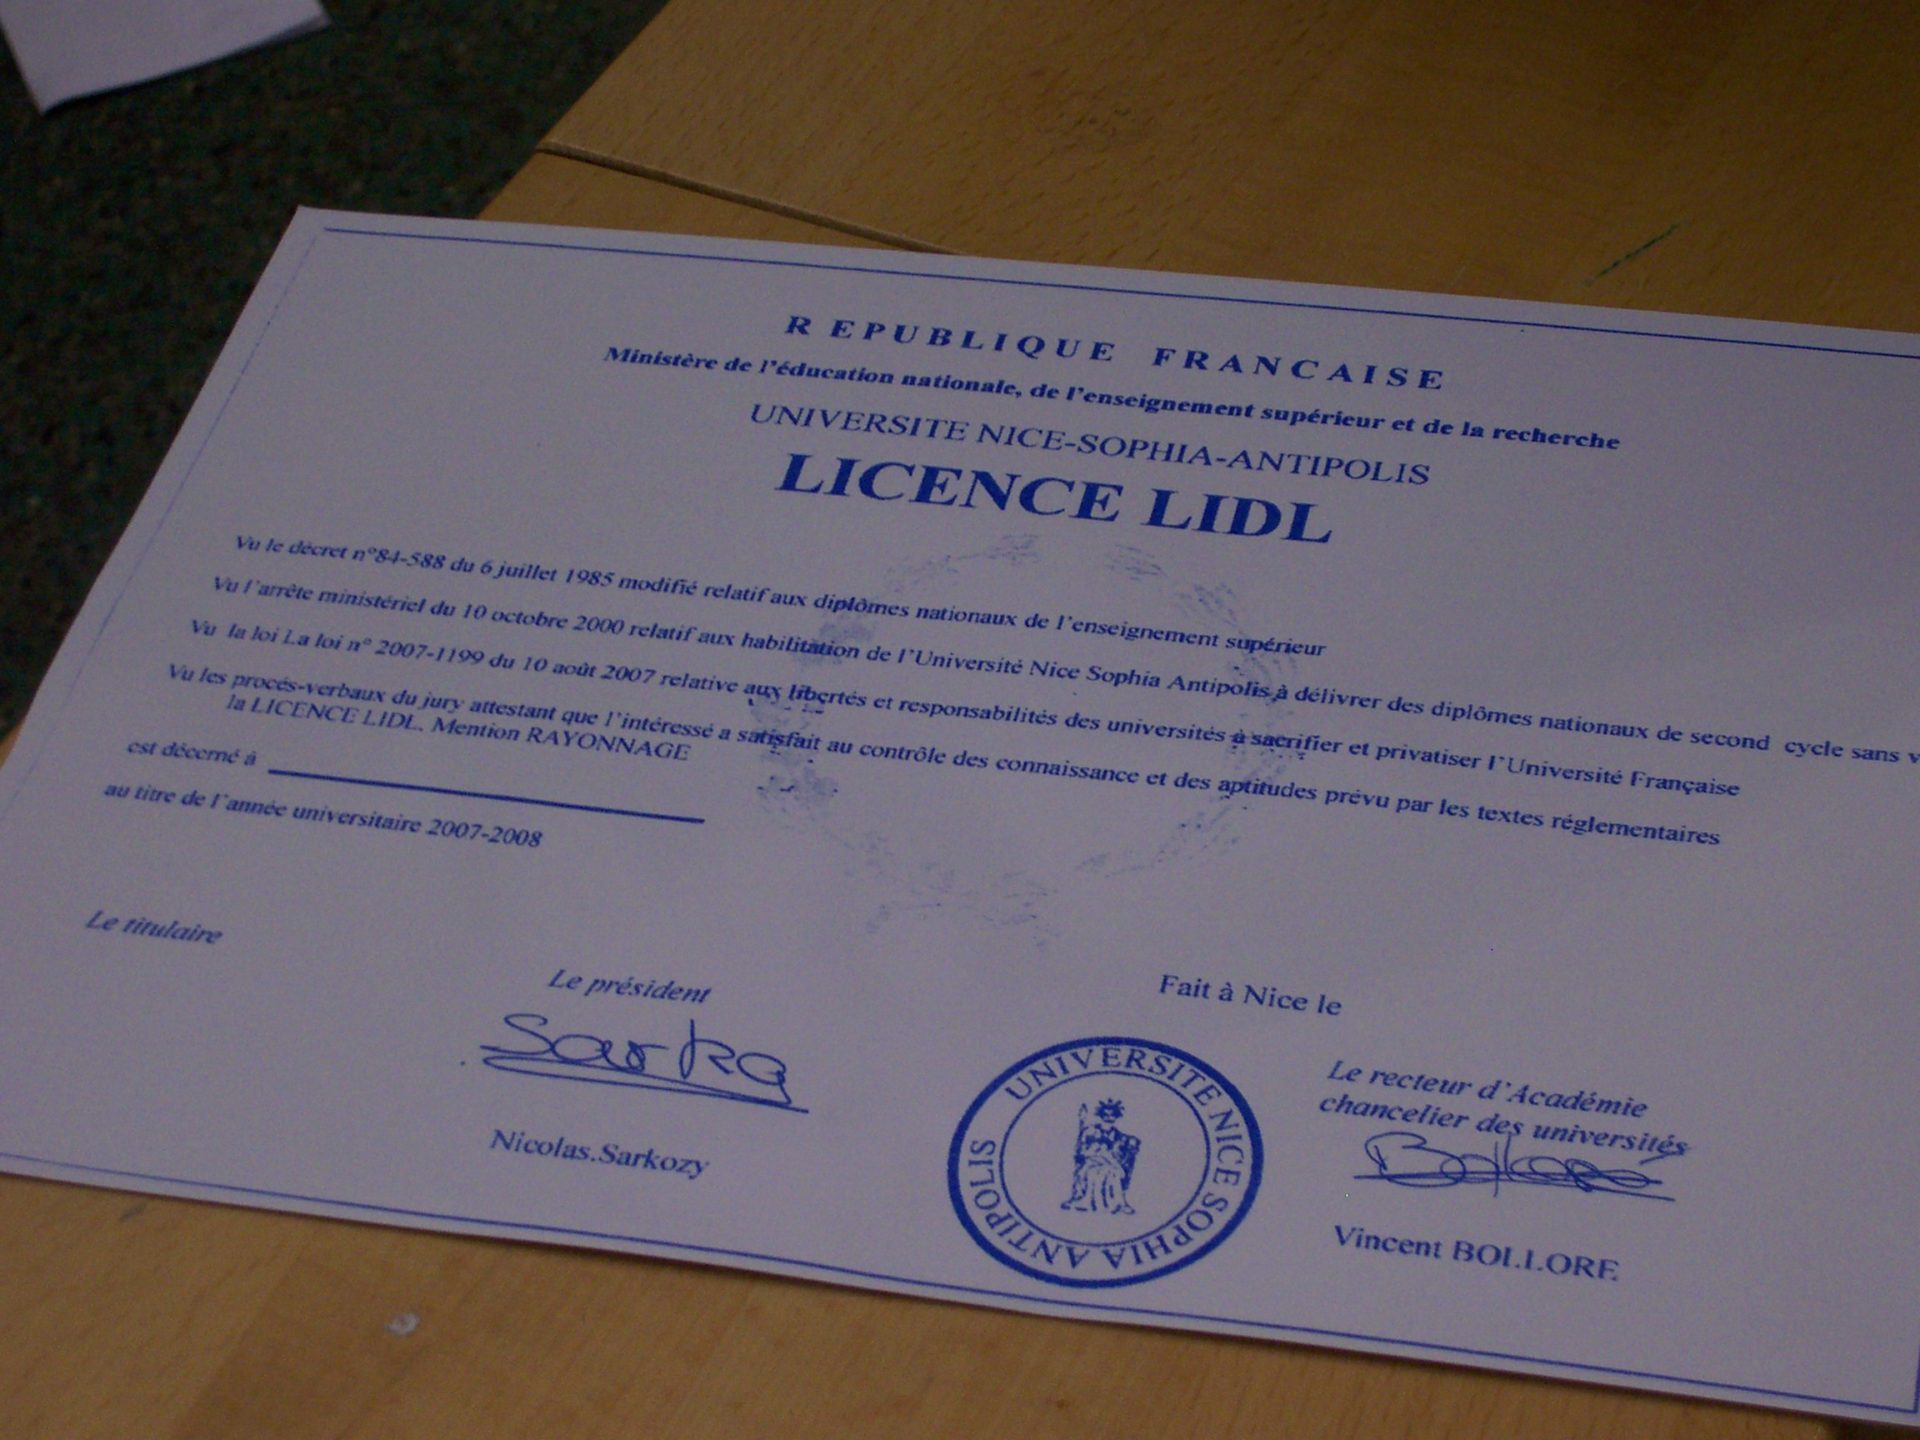 REPUBLIQUE FRANCAISE
Ministère de l'éducation nationale, de l'enseignement supérieur et de la recherche
UNIVERSITE NICE-SOPHIA-ANTIPOLIS
LICENCE LIDL
Vu le décret n°84-588 du 6 juillet 1985 modifié relatif aux diplômes nationaux de l'enseignement supérieur
Vu l'arrête ministériel du 10 octobre 2000 relatif aux habilitation de l'Université Nice Sophia Antipolis à délivrer des diplômes nationaux de second cycle sans v
Vu la loi La loi n° 2007-1199 du 10 août 2007 relative aux libertés et responsabilités des universités à sacrifier et privatiser l'Université Française
Vu les procés-verbaux du jury attestant que l'intéressé a satisfait au contrôle des connaissance et des aptitudes prévu par les textes réglementaires
la LICENCE LIDL, Mention RAYONNAGE
est décerné à
au titre de l'année universitaire 2007-2008
Le titulaire
Le président
Sarko
Nicolas.Sarkozy
Fait à Nice le
UNIVERSITE NICE SOPHIA ANTIPOLIS
Le recteur d'Académie
chancelier des universités
Bolloré
Vincent BOLLORE